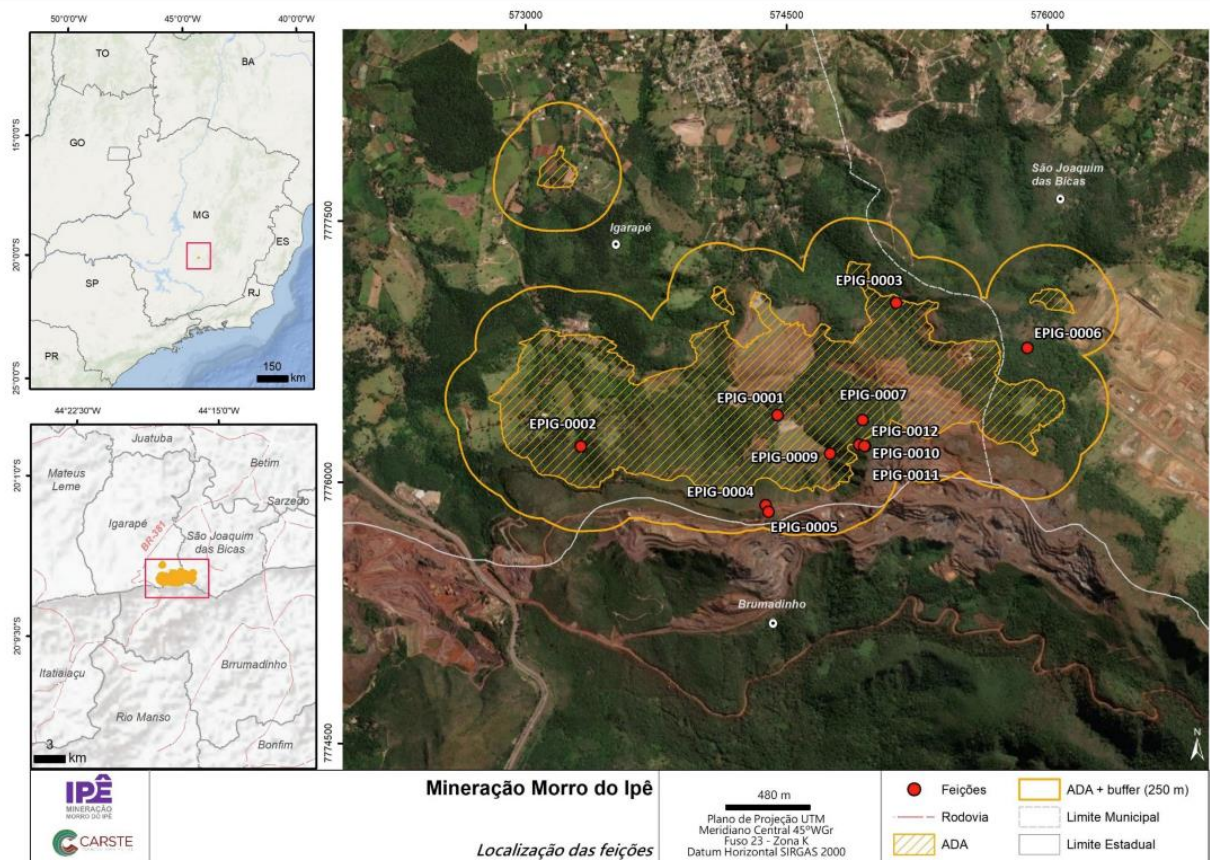 50°0'0"O
45°0'0"O
40°0'0"O
TO
BA
GO
MG
ES
SP
RJ
PR
15°0'0"S
20°0'0"S
25°0'0"S
150
km
44°22'30"O
44°15'0"O
Juatuba
Mateus
Leme
Betim
Sarzedo
Igarapé
BR-381
São Joaquim
das Bicas
Itatiaiaçu
Brrumadinho
Rio Manso
Bonfim
20°1'0"S
20°9'30"S
3
km
573000
574500
576000
7777500
7776000
7774500
São Joaquim
das Bicas
Igarapé
EPIG-0003
EPIG-0006
EPIG-0001
EPIG-0007
EPIG-0002
EPIG-0012
EPIG-0009
EPIG-0010
EPIG-0011
EPIG-0004
EPIG-0005
Brumadinho
N
IPÊ
MINERAÇÃO
MORRO DO IPÊ
CARSTE
Mineração Morro do Ipê
Localização das feições
480 m
Plano de Projeção UTM
Meridiano Central 45ºWGr
Fuso 23 - Zona K
Datum Horizontal SIRGAS 2000
Feições
Rodovia
ADA
ADA + buffer (250 m)
Limite Municipal
Limite Estadual